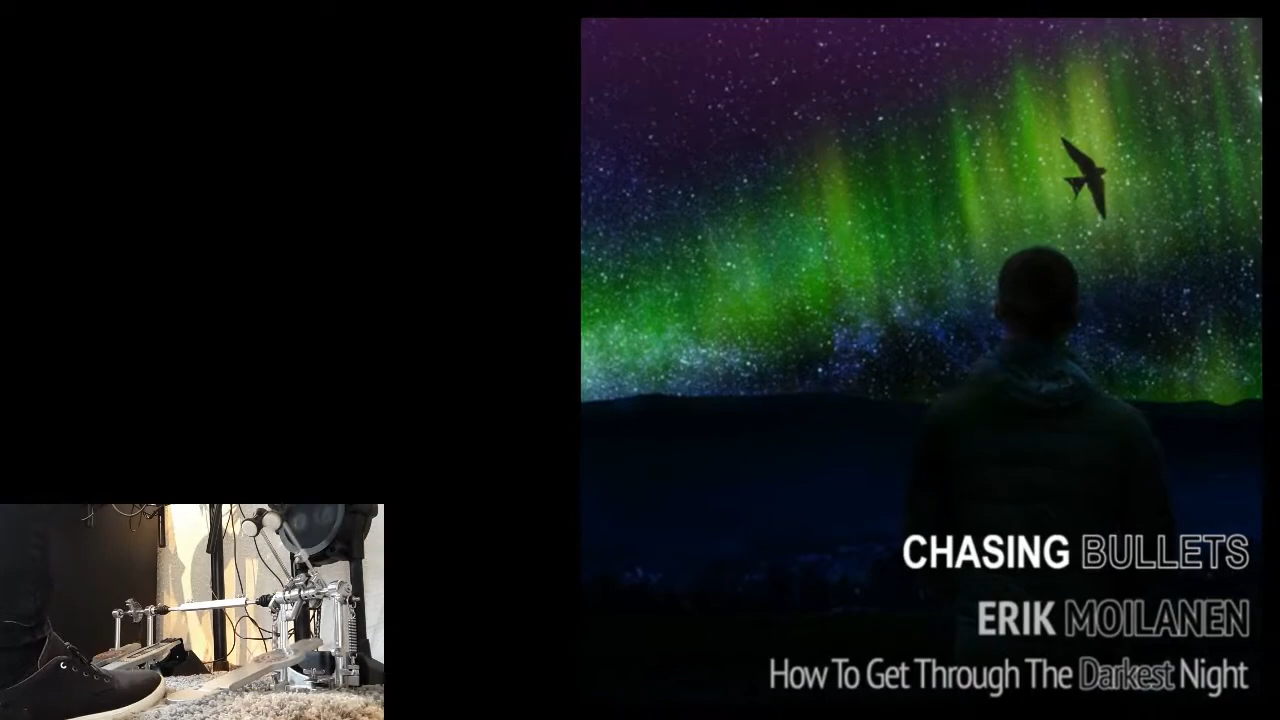 CHASING BULLETS
ERIK MOILANEN
How To Get Through The Darkest Night